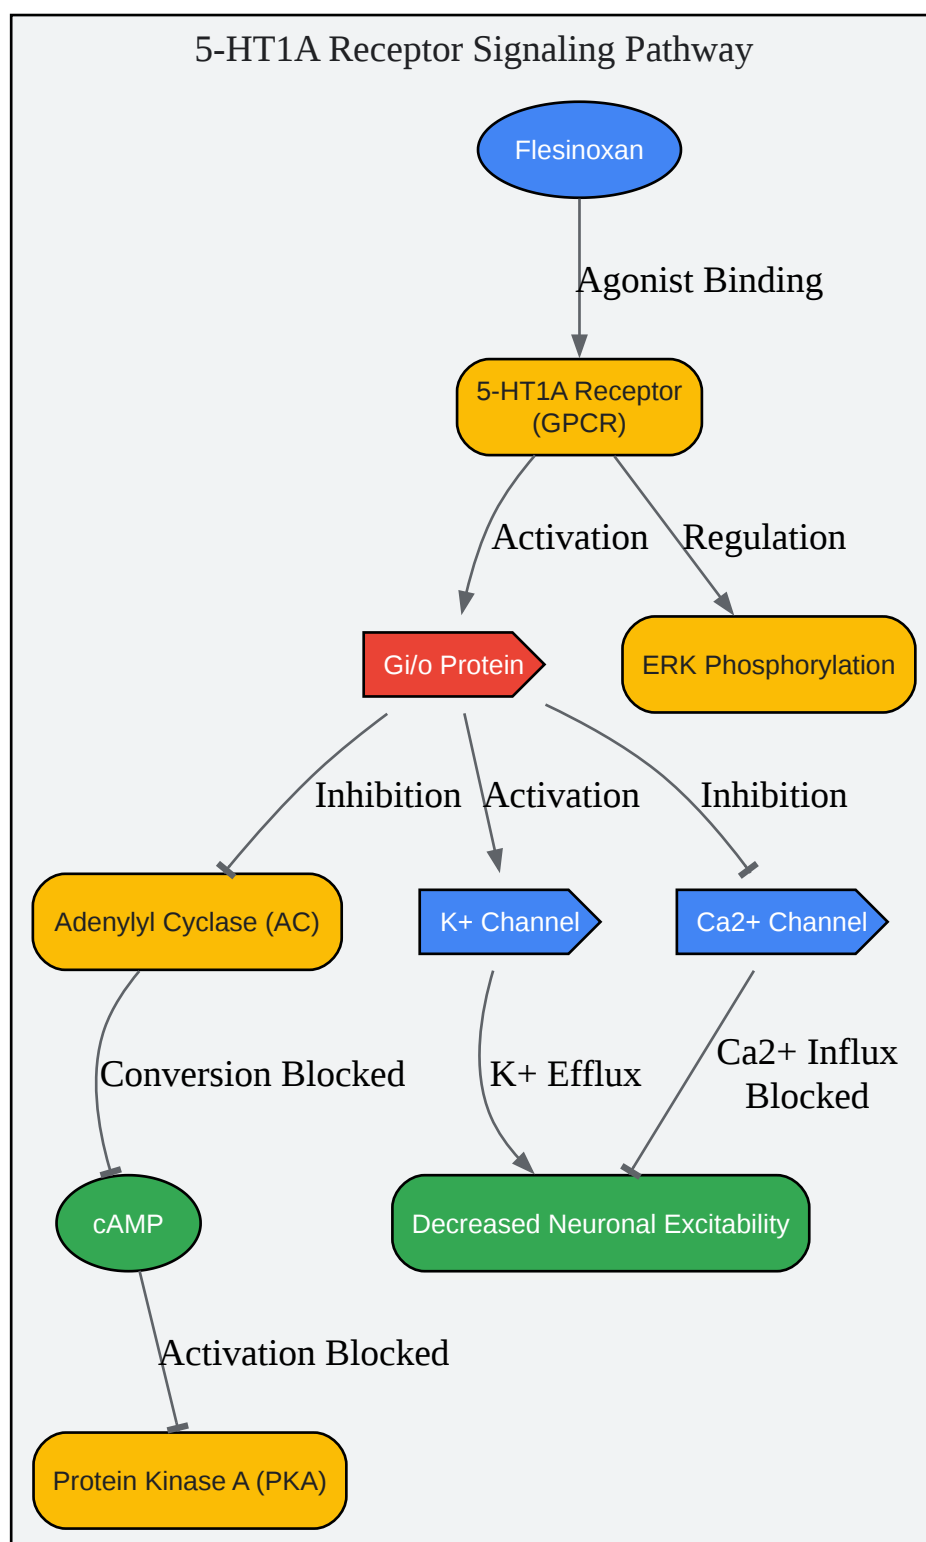 5-HT1A Receptor Signaling Pathway
Flesinoxan
Agonist Binding
5-HT1A Receptor
(GPCR)
Activation
Regulation
Gi/o Protein
ERK Phosphorylation
Inhibition
Activation
Inhibition
Adenylyl Cyclase (AC)
K+ Channel
Ca2+ Channel
Conversion Blocked
K+ Efflux
Ca2+ Influx
Blocked
cAMP
Decreased Neuronal Excitability
Activation Blocked
Protein Kinase A (PKA)